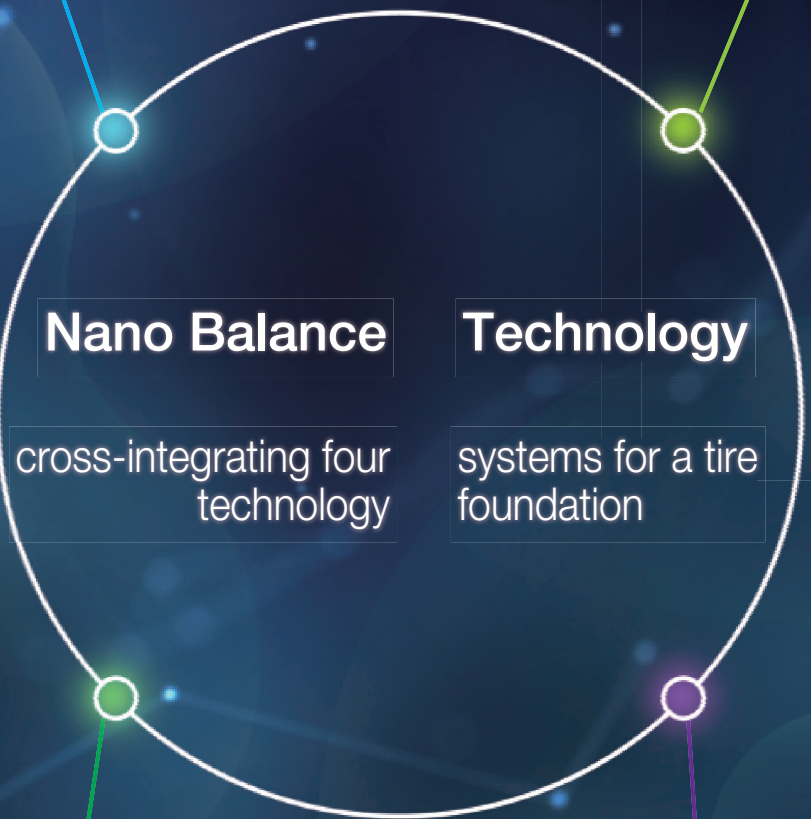 Nano Balance Technology
cross-integrating four systems for a tire
technology foundation